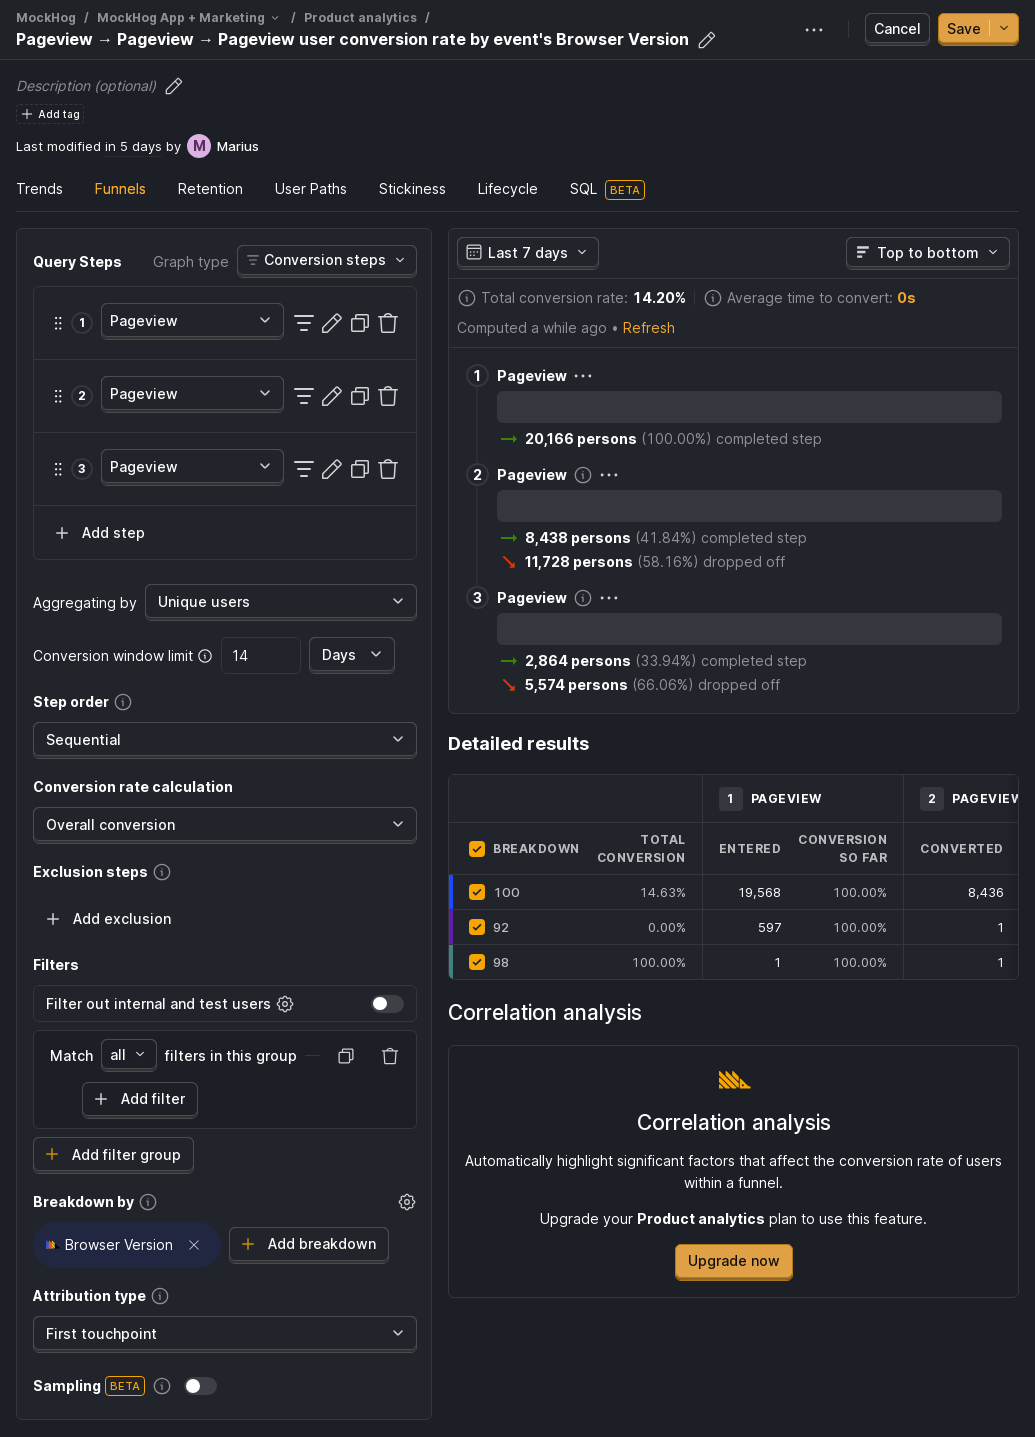 MockHog / MockHog App + Marketing / Product analytics /
Pageview → Pageview → Pageview user conversion rate by event's Browser Version
Cancel
Save
Description (optional)
Add tag
Last modified in 5 days by M Marius
Trends Funnels Retention User Paths Stickiness Lifecycle SQL BETA
Query Steps Graph type Conversion steps
1 Pageview
2 Pageview
3 Pageview
Add step
Aggregating by Unique users
Conversion window limit 14 Days
Step order
Sequential
Conversion rate calculation
Overall conversion
Exclusion steps
Add exclusion
Filters
Filter out internal and test users
Match all filters in this group
Add filter
Add filter group
Breakdown by
Browser Version Add breakdown
Attribution type
First touchpoint
Sampling BETA
Last 7 days Top to bottom
Total conversion rate: 14.20% Average time to convert: 0s
Computed a while ago • Refresh
1 Pageview
20,166 persons (100.00%) completed step
2 Pageview
8,438 persons (41.84%) completed step
11,728 persons (58.16%) dropped off
3 Pageview
2,864 persons (33.94%) completed step
5,574 persons (66.06%) dropped off
Detailed results
1 PAGEVIEW 2 PAGEVIEW
BREAKDOWN TOTAL CONVERSION ENTERED CONVERSION SO FAR CONVERTED
100 14.63% 19,568 100.00% 8,436
92 0.00% 597 100.00% 1
98 100.00% 1 100.00% 1
Correlation analysis
Correlation analysis
Automatically highlight significant factors that affect the conversion rate of users
within a funnel.
Upgrade your Product analytics plan to use this feature.
Upgrade now